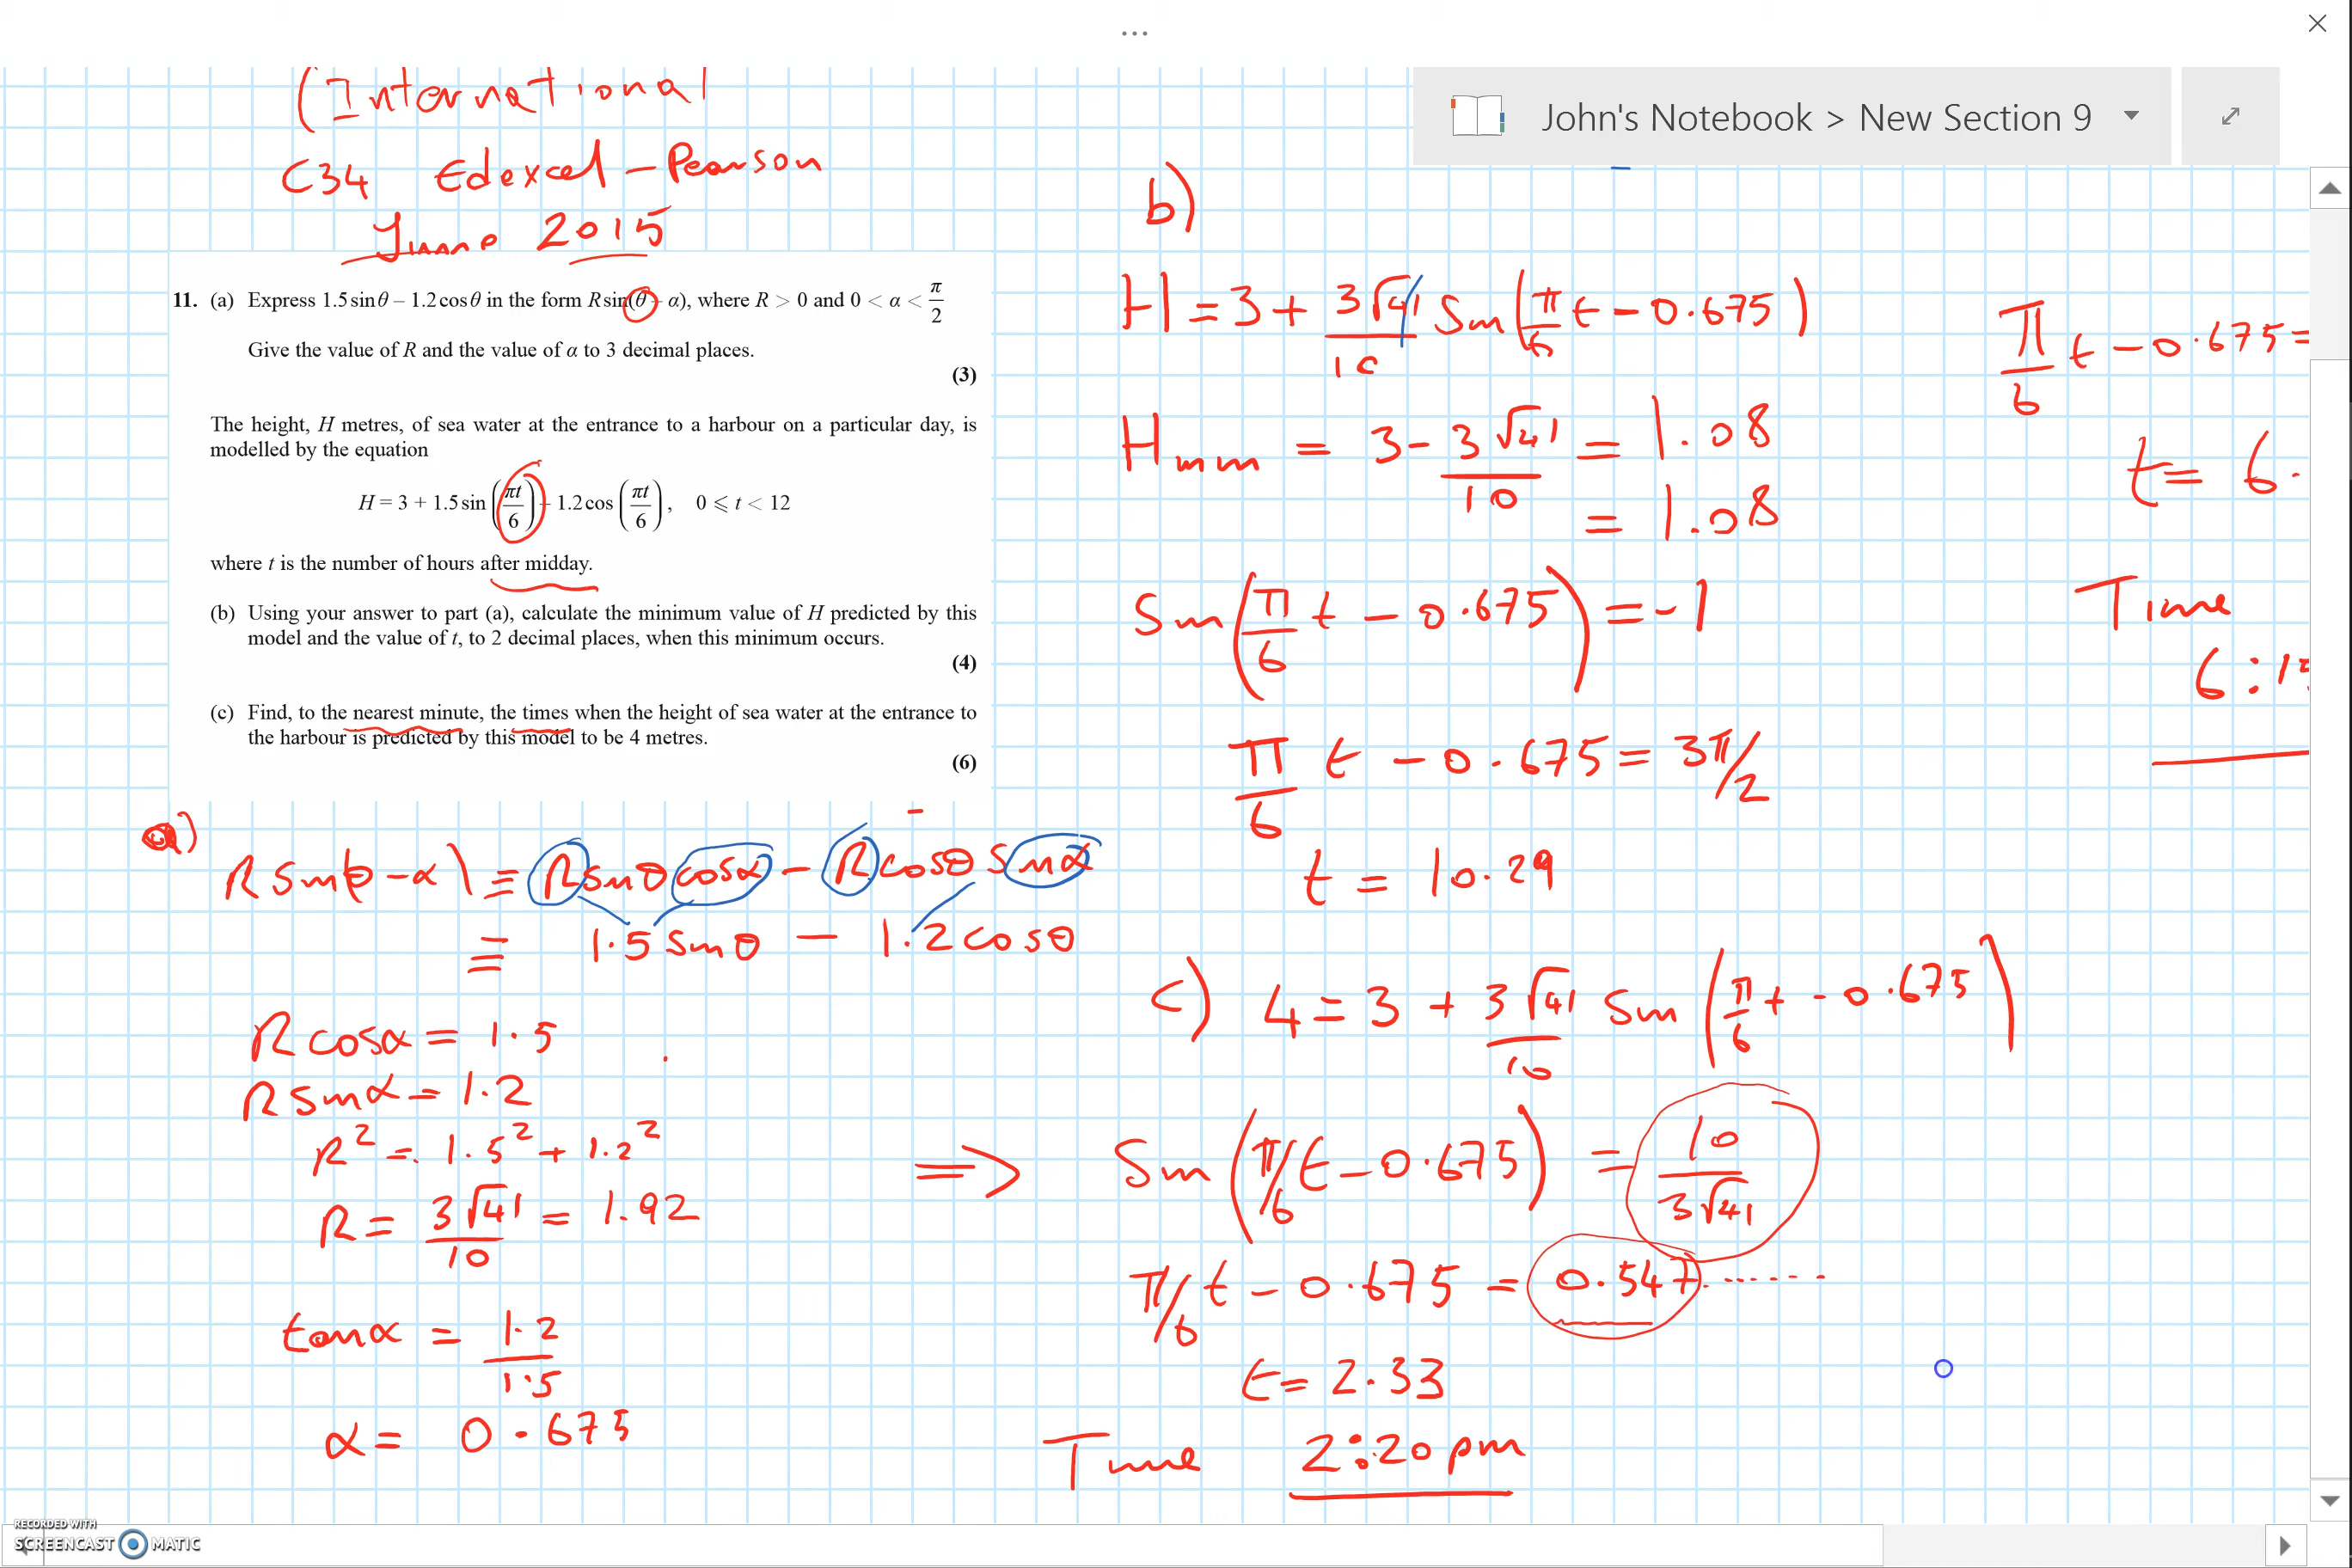 ...
(International
John's Notebook > New Section 9
C34 Edexcel - Pearson
June 2015
11. (a) Express 1.5 sin θ – 1.2 cos θ in the form R sin(θ – α), where R > 0 and 0 < α < π/2
Give the value of R and the value of α to 3 decimal places.
(3)
The height, H metres, of sea water at the entrance to a harbour on a particular day, is
modelled by the equation
H = 3 + 1.5 sin (πt/6) – 1.2 cos (πt/6), 0 ⩽ t < 12
where t is the number of hours after midday.
(b) Using your answer to part (a), calculate the minimum value of H predicted by this
model and the value of t, to 2 decimal places, when this minimum occurs.
(4)
(c) Find, to the nearest minute, the times when the height of sea water at the entrance to
the harbour is predicted by this model to be 4 metres.
(6)
a)
R sin(θ - α) ≡ R sin θ cos α - R cos θ sin α
≡ 1.5 sin θ - 1.2 cos θ
R cos α = 1.5
R sin α = 1.2
R² = 1.5² + 1.2²
R = 3√41/10 = 1.92
tan α = 1.2/1.5
α = 0.675
b)
H = 3 + 3√41/10 Sin (π/6 t - 0.675)
H min = 3 - 3√41/10 = 1.08
= 1.08
Sin (π/6 t - 0.675) = -1
π/6 t - 0.675 = 3π/2
t = 10.29
c) 4 = 3 + 3√41/10 Sin (π/6 t - 0.675)
=> Sin (π/6 t - 0.675) = 10/3√41
π/6 t - 0.675 = 0.547.......
t = 2.33
Time 2:20 pm
π/6 t - 0.675 =
t = 6.
Time
6:1
RECORDED WITH
SCREENCAST MATIC